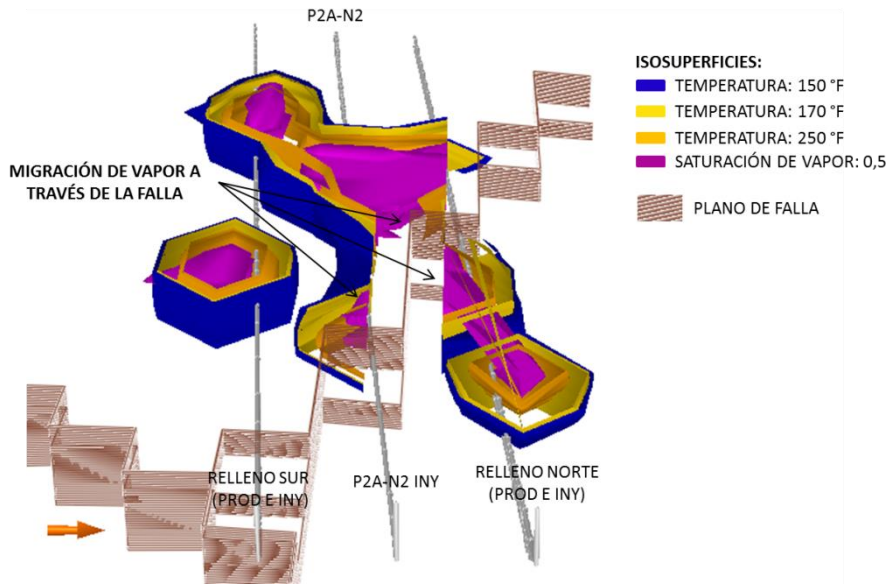 P2A-N2
ISOSUPERFICIES:
TEMPERATURA: 150 °F
TEMPERATURA: 170 °F
TEMPERATURA: 250 °F
SATURACIÓN DE VAPOR: 0,5
PLANO DE FALLA
MIGRACIÓN DE VAPOR A
TRAVÉS DE LA FALLA
RELLENO SUR
(PROD E INY)
P2A-N2 INY
RELLENO NORTE
(PROD E INY)